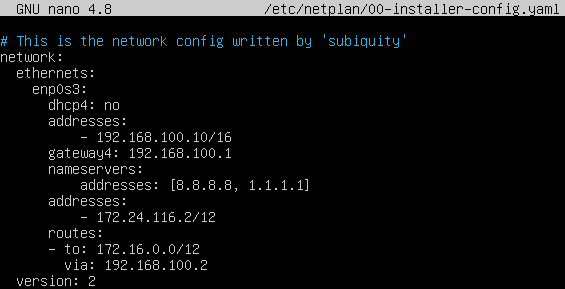 GNU nano 4.8 /etc/netplan/00-installer-config.yaml
# This is the network config written by 'subiquity'
network:
  ethernets:
    enp0s3:
      dhcp4: no
      addresses:
          - 192.168.100.10/16
      gateway4: 192.168.100.1
      nameservers:
          addresses: [8.8.8.8, 1.1.1.1]
      addresses:
          - 172.24.116.2/12
      routes:
      - to: 172.16.0.0/12
        via: 192.168.100.2
  version: 2